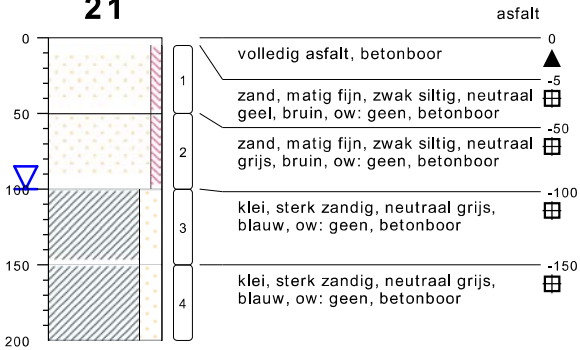 21
asfalt
0
0
volledig asfalt, betonboor
-5
1
zand, matig fijn, zwak siltig, neutraal
geel, bruin, ow: geen, betonboor
50
-50
2
zand, matig fijn, zwak siltig, neutraal
grijs, bruin, ow: geen, betonboor
100
-100
3
klei, sterk zandig, neutraal grijs,
blauw, ow: geen, betonboor
150
-150
4
klei, sterk zandig, neutraal grijs,
blauw, ow: geen, betonboor
200